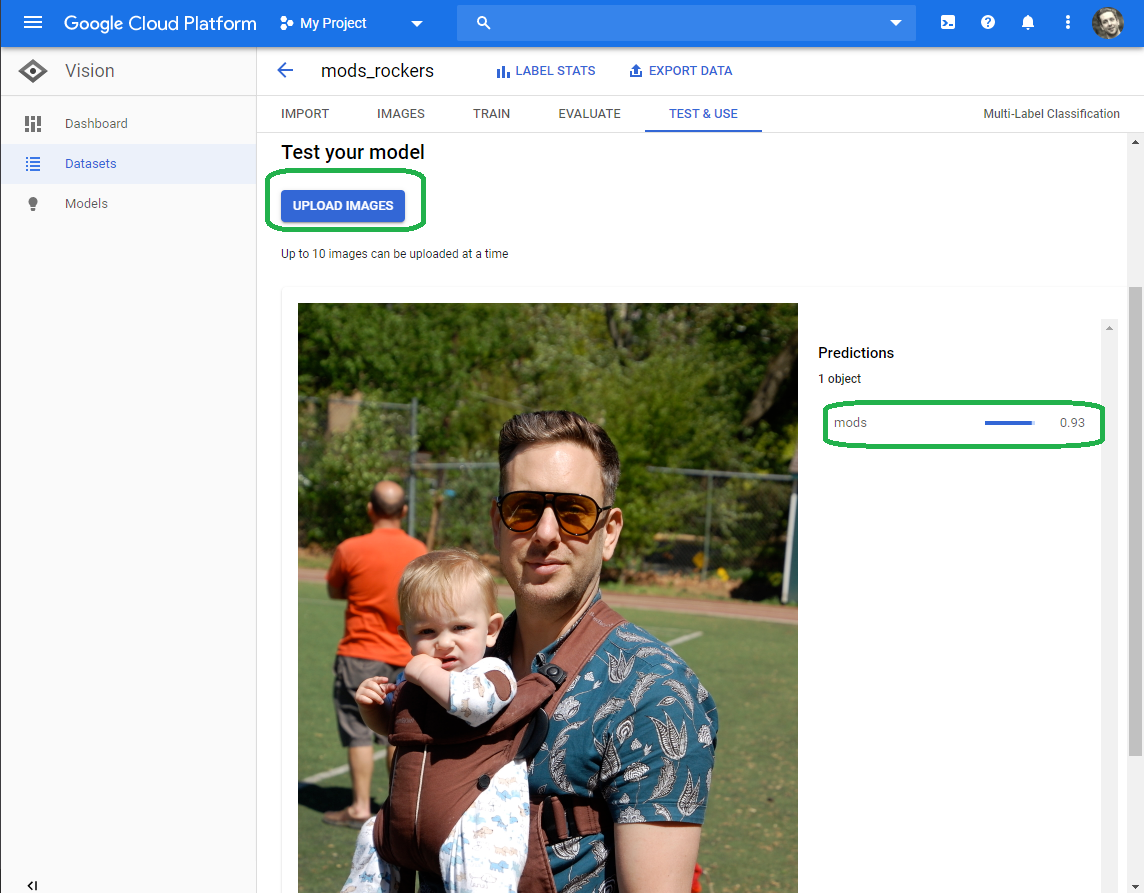 Google Cloud Platform My Project
Vision
mods_rockers LABEL STATS EXPORT DATA
Dashboard
Datasets
Models
IMPORT IMAGES TRAIN EVALUATE TEST & USE Multi-Label Classification
Test your model
UPLOAD IMAGES
Up to 10 images can be uploaded at a time
Predictions
1 object
mods 0.93